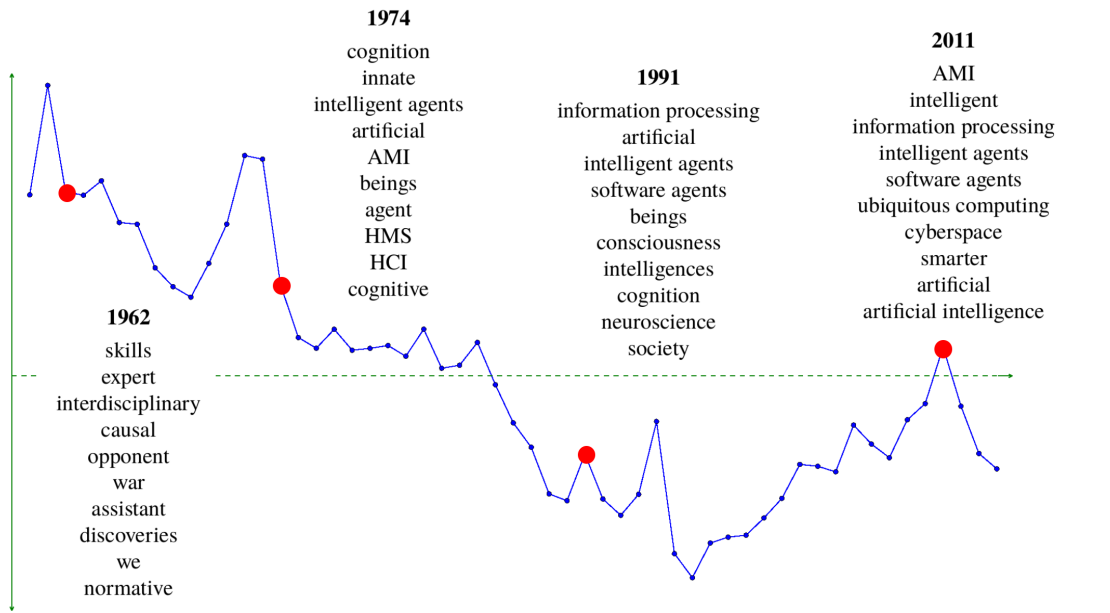 1974
cognition
innate
intelligent agents
artificial
AMI
beings
agent
HMS
HCI
cognitive
1991
information processing
artificial
intelligent agents
software agents
beings
consciousness
intelligences
cognition
neuroscience
society
2011
AMI
intelligent
information processing
intelligent agents
software agents
ubiquitous computing
cyberspace
smarter
artificial
artificial intelligence
1962
skills
expert
interdisciplinary
causal
opponent
war
assistant
discoveries
we
normative